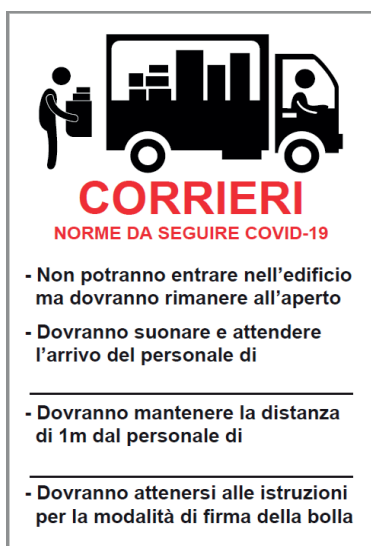 CORRIERI
NORME DA SEGUIRE COVID-19
- Non potranno entrare nell'edificio
ma dovranno rimanere all'aperto
- Dovranno suonare e attendere
l'arrivo del personale di
- Dovranno mantenere la distanza
di 1m dal personale di
- Dovranno attenersi alle istruzioni
per la modalità di firma della bolla